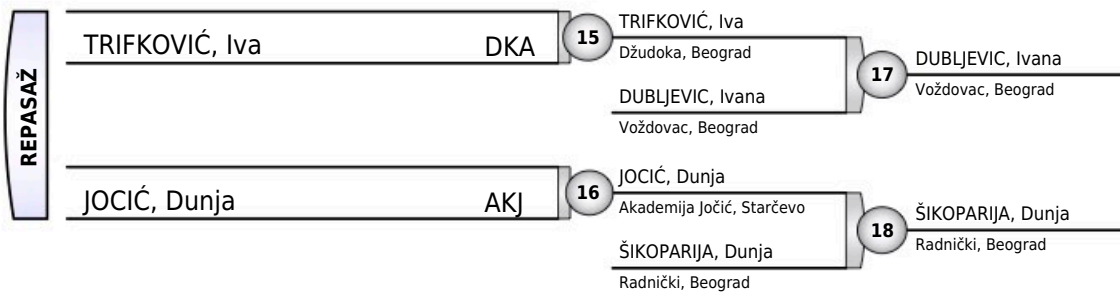 REPASAŽ
TRIFKOVIĆ, Iva DKA
15
TRIFKOVIĆ, Iva
Džudoka, Beograd
DUBLJEVIC, Ivana
Voždovac, Beograd
17
DUBLJEVIC, Ivana
Voždovac, Beograd
JOCIĆ, Dunja AKJ
16
JOCIĆ, Dunja
Akademija Jočić, Starčevo
ŠIKOPARIJA, Dunja
Radnički, Beograd
18
ŠIKOPARIJA, Dunja
Radnički, Beograd